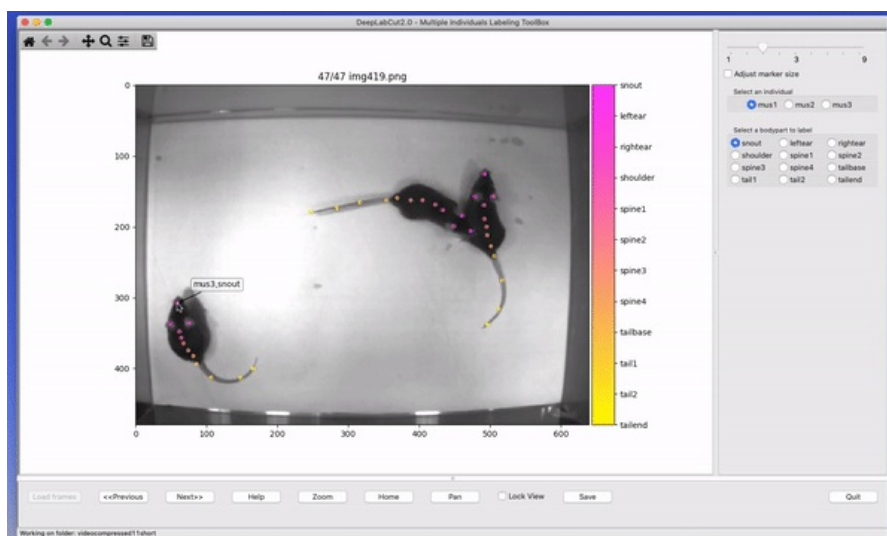 DeepLabCut2.0 - Multiple Individuals Labeling ToolBox
47/47 img419.png
0
100
200
300
400
0 100 200 300 400 500 600
mus3,snout
snout
leftear
rightear
shoulder
spine1
spine2
spine3
spine4
tailbase
tail1
tail2
tailend
1 3 9
Adjust marker size
Select an individual
mus1 mus2 mus3
Select a bodypart to label
snout leftear rightear
shoulder spine1 spine2
spine3 spine4 tailbase
tail1 tail2 tailend
Load frames <<Previous Next>> Help Zoom Home Pan Lock View Save Quit
Working on folder: videocompressed11short